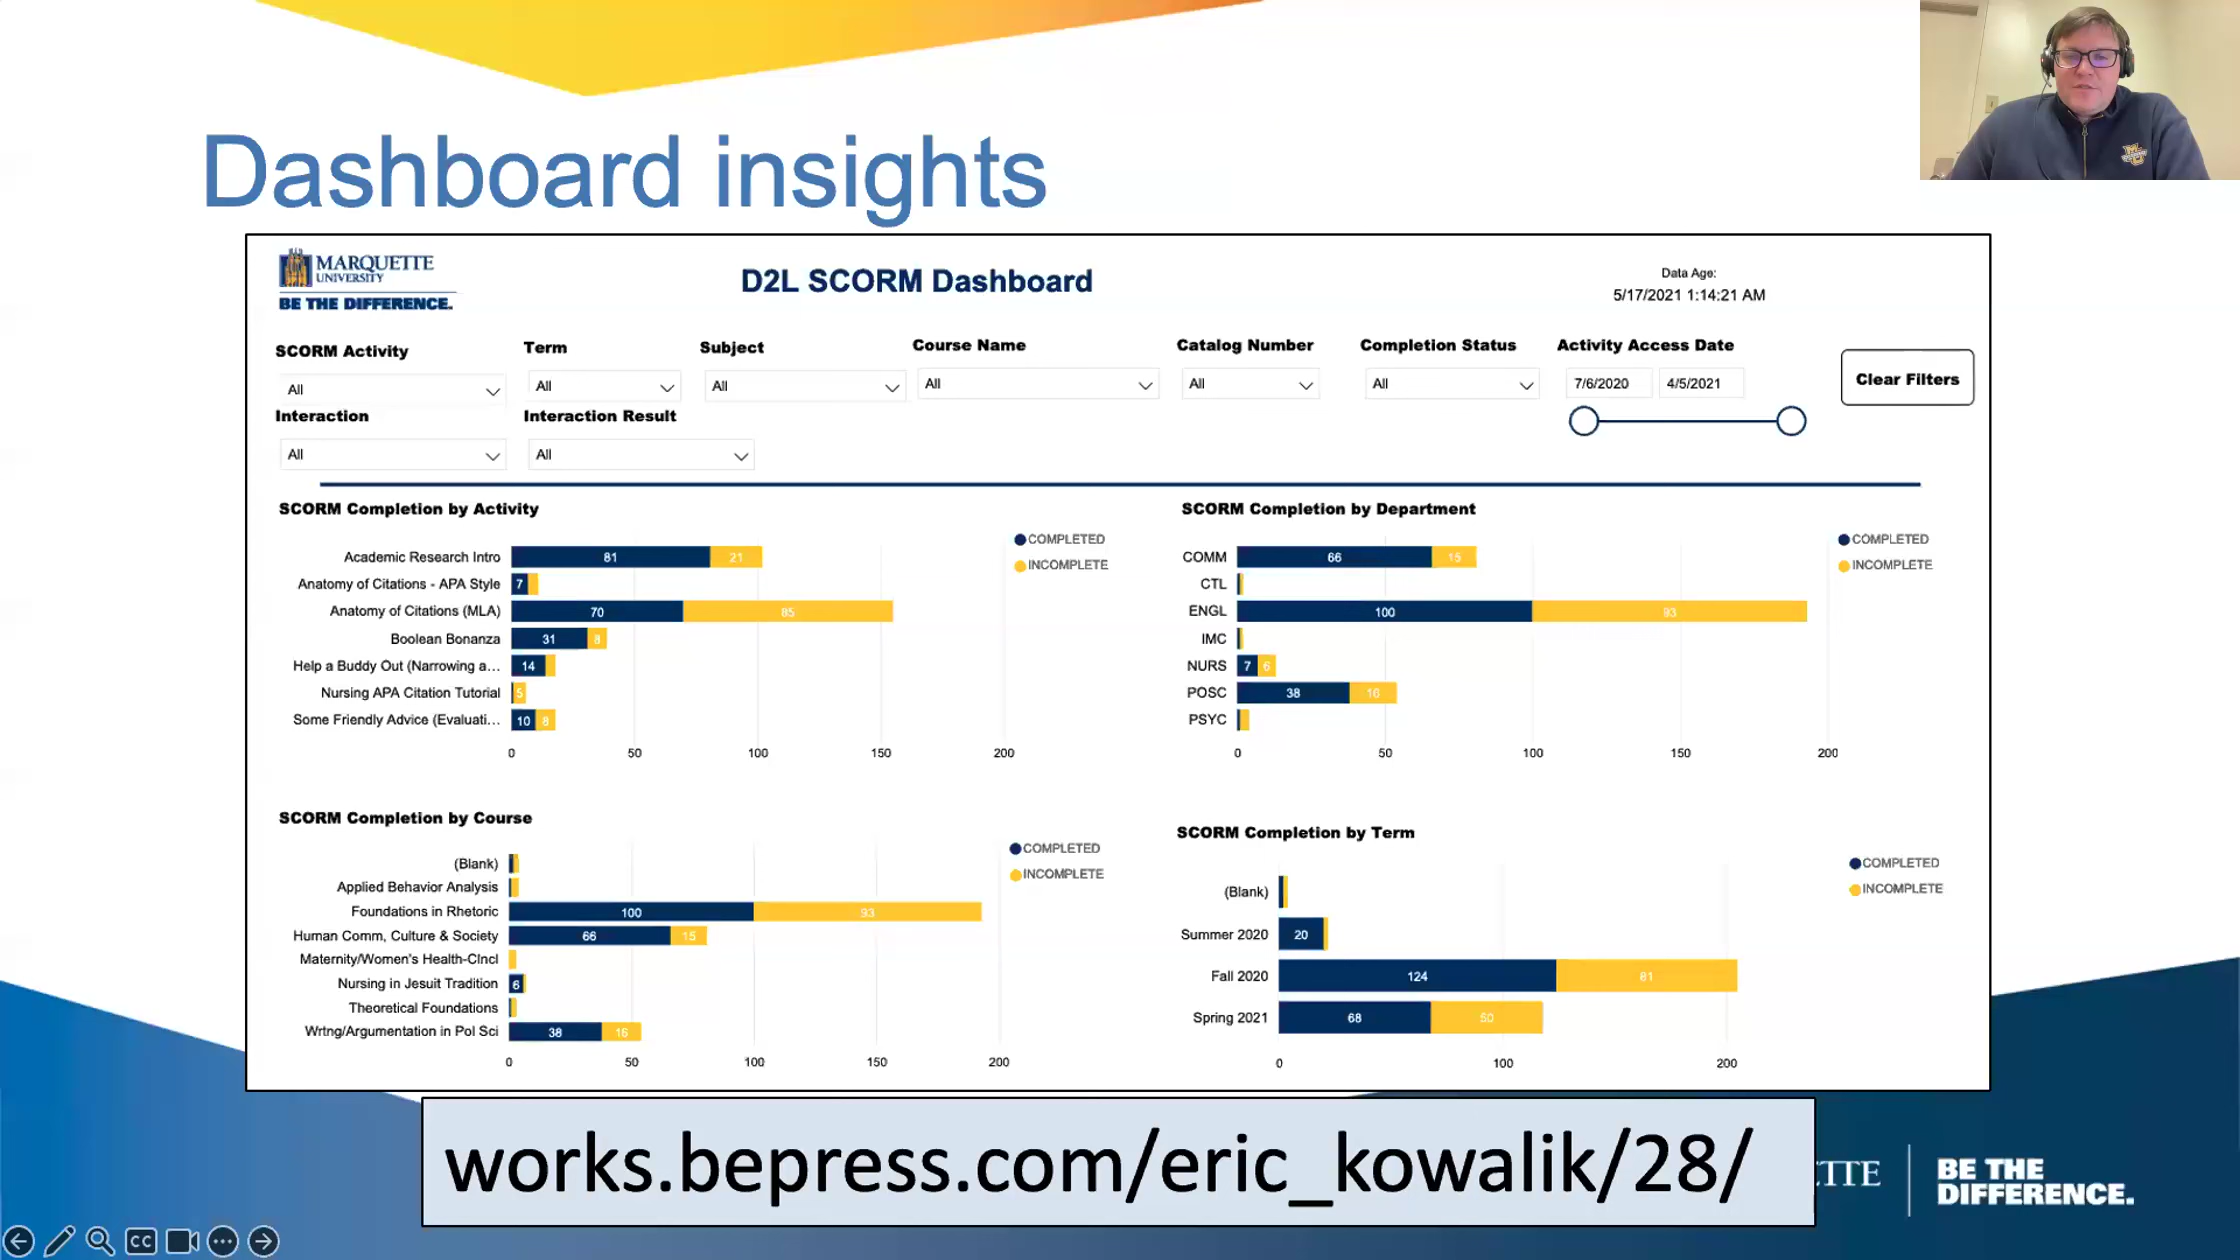 Dashboard insights
MARQUETTE
UNIVERSITY
BE THE DIFFERENCE.
D2L SCORM Dashboard
Data Age:
5/17/2021 1:14:21 AM
SCORM Activity
All
Term
All
Subject
All
Course Name
All
Catalog Number
All
Completion Status
All
Activity Access Date
7/6/2020 4/5/2021
Clear Filters
Interaction
All
Interaction Result
All
SCORM Completion by Activity
COMPLETED
INCOMPLETE
Academic Research Intro 81 21
Anatomy of Citations - APA Style 7
Anatomy of Citations (MLA) 70 85
Boolean Bonanza 31 8
Help a Buddy Out (Narrowing a... 14
Nursing APA Citation Tutorial 5
Some Friendly Advice (Evaluati... 10 8
0 50 100 150 200
SCORM Completion by Department
COMPLETED
INCOMPLETE
COMM 66 15
CTL
ENGL 100 93
IMC
NURS 7 6
POSC 38 16
PSYC
0 50 100 150 200
SCORM Completion by Course
COMPLETED
INCOMPLETE
(Blank)
Applied Behavior Analysis
Foundations in Rhetoric 100 93
Human Comm, Culture & Society 66 15
Maternity/Women's Health-Clncl
Nursing in Jesuit Tradition 6
Theoretical Foundations
Wrtng/Argumentation in Pol Sci 38 16
0 50 100 150 200
SCORM Completion by Term
COMPLETED
INCOMPLETE
(Blank)
Summer 2020 20
Fall 2020 124 81
Spring 2021 68 50
0 100 200
works.bepress.com/eric_kowalik/28/
TTE
BE THE
DIFFERENCE.
CC